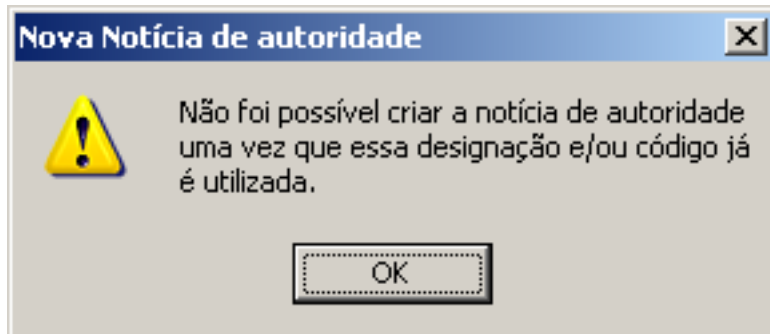 Nova Notícia de autoridade
Não foi possível criar a notícia de autoridade
uma vez que essa designação e/ou código já
é utilizada.
OK